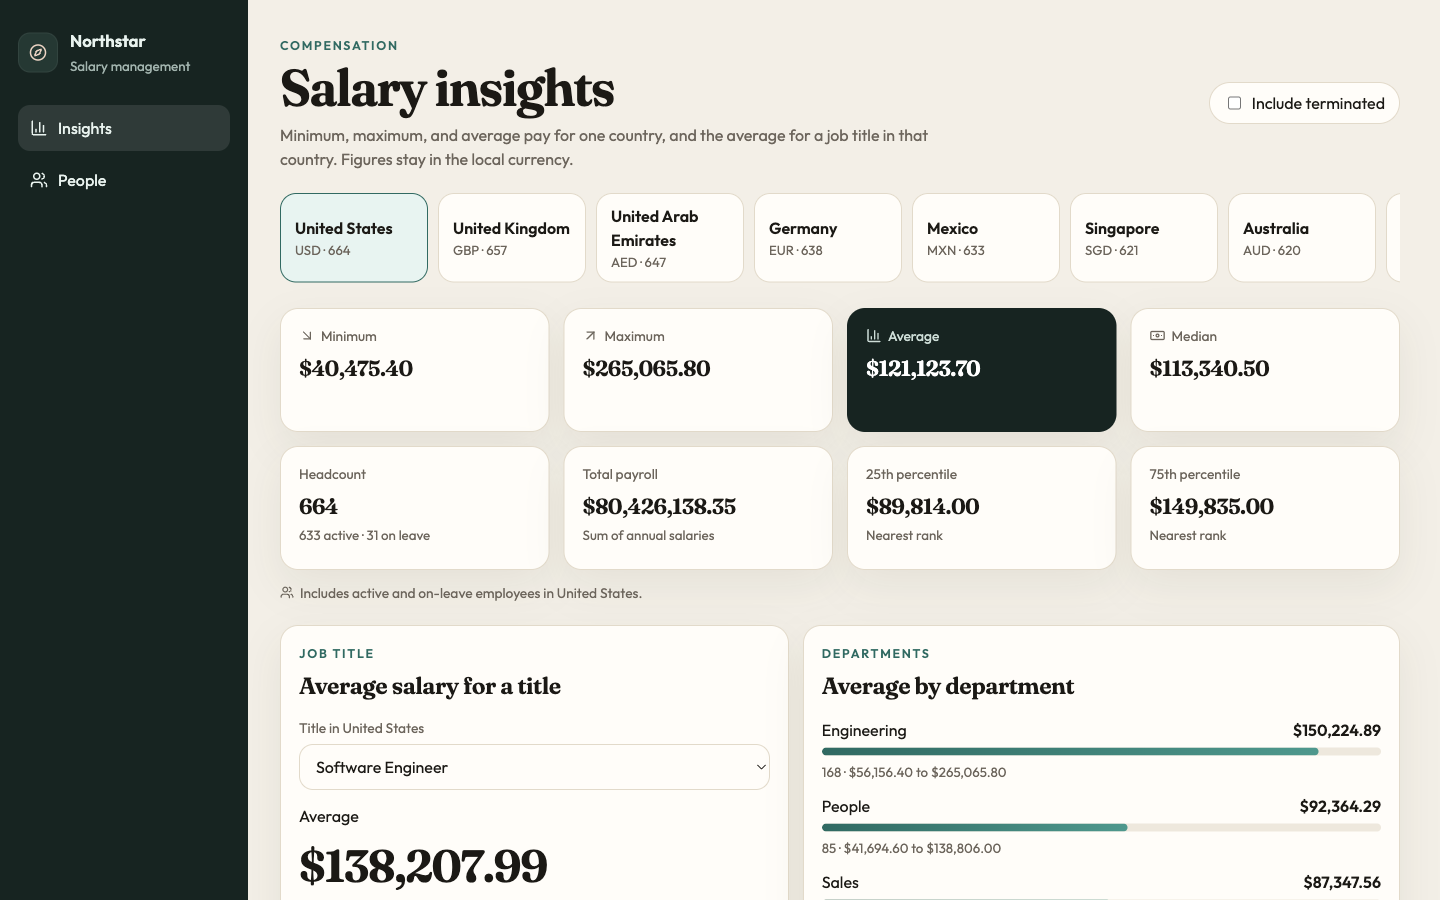 Northstar
Salary management
Insights
People
COMPENSATION
Salary insights
Minimum, maximum, and average pay for one country, and the average for a job title in that
country. Figures stay in the local currency.
Include terminated
United States
USD · 664
United Kingdom
GBP · 657
United Arab
Emirates
AED · 647
Germany
EUR · 638
Mexico
MXN · 633
Singapore
SGD · 621
Australia
AUD · 620
Minimum
$40,475.40
Maximum
$265,065.80
Average
$121,123.70
Median
$113,340.50
Headcount
664
633 active · 31 on leave
Total payroll
$80,426,138.35
Sum of annual salaries
25th percentile
$89,814.00
Nearest rank
75th percentile
$149,835.00
Nearest rank
Includes active and on-leave employees in United States.
JOB TITLE
Average salary for a title
Title in United States
Software Engineer
Average
$138,207.99
DEPARTMENTS
Average by department
Engineering
$150,224.89
168 · $56,156.40 to $265,065.80
People
$92,364.29
85 · $41,694.60 to $138,806.00
Sales
$87,347.56